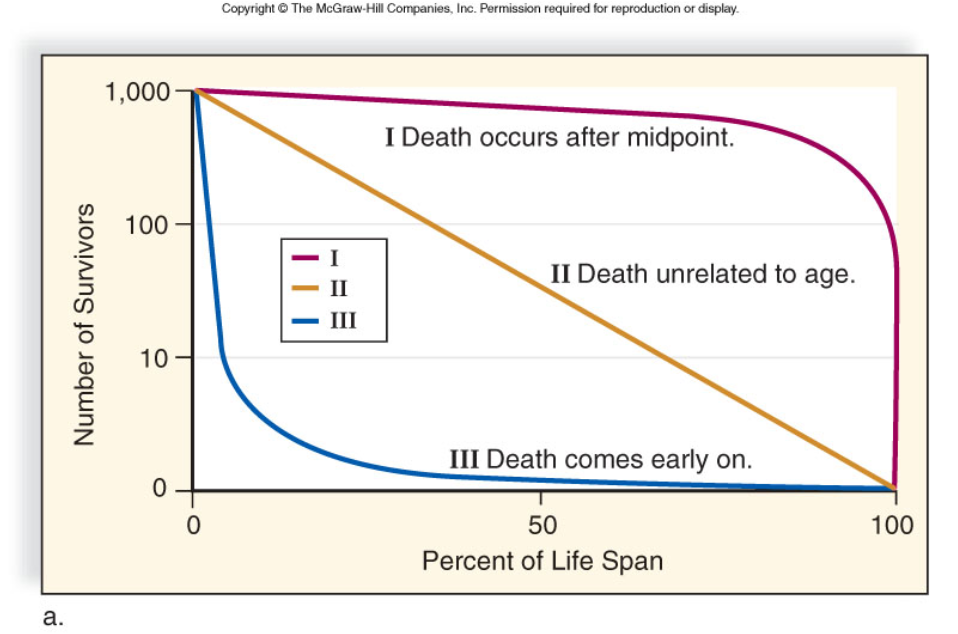 Copyright © The McGraw-Hill Companies, Inc. Permission required for reproduction or display.
1,000
I Death occurs after midpoint.
100
II Death unrelated to age.
I
II
III
Number of Survivors
10
III Death comes early on.
0
0 50 100
Percent of Life Span
a.